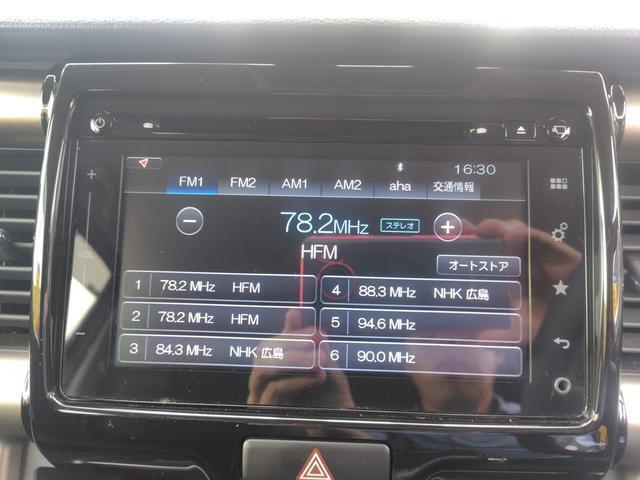 16:30
FM1 FM2 AM1 AM2 aha 交通情報
78.2MHz ステレオ
HFM
オートストア
1 78.2 MHz HFM
2 78.2 MHz HFM
3 84.3 MHz NHK 広島
4 88.3 MHz NHK 広島
5 94.6 MHz
6 90.0 MHz
VOL